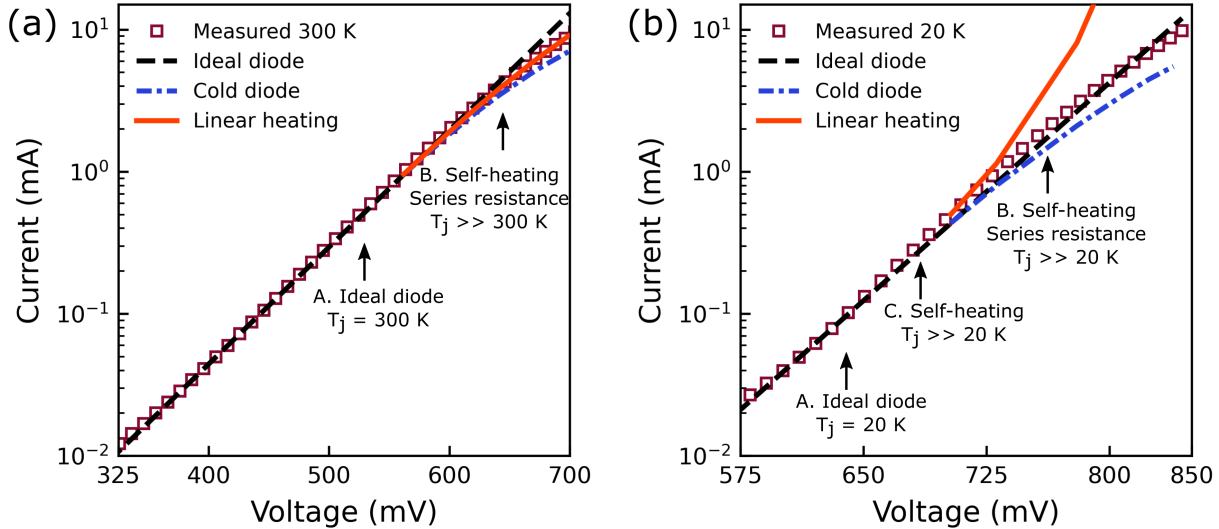 (a)
Measured 300 K
Ideal diode
Cold diode
Linear heating
B. Self-heating
Series resistance
Tj >> 300 K
A. Ideal diode
Tj = 300 K
10¹
10⁰
10⁻¹
10⁻²
Current (mA)
325
400
500
600
700
Voltage (mV)
(b)
Measured 20 K
Ideal diode
Cold diode
Linear heating
B. Self-heating
Series resistance
Tj >> 20 K
C. Self-heating
Tj >> 20 K
A. Ideal diode
Tj = 20 K
10¹
10⁰
10⁻¹
10⁻²
Current (mA)
575
650
725
800
850
Voltage (mV)